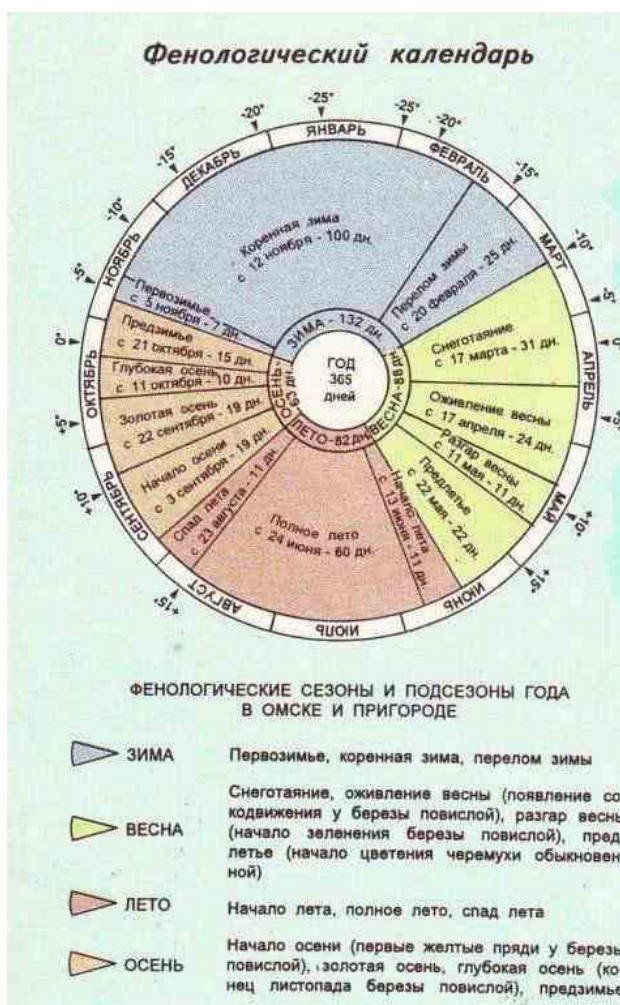 Фенологический календарь
-25°
-25°
-20°
-20°
-15°
-15°
-10°
-10°
-5°
-5°
0°
+5°
+10°
+10°
+15°
+15°
ЯНВАРЬ
ФЕВРАЛЬ
МАРТ
АПРЕЛЬ
МАЙ
ИЮНЬ
ИЮЛЬ
АВГУСТ
СЕНТЯБРЬ
ОКТЯБРЬ
НОЯБРЬ
ДЕКАБРЬ
Коренная зима
с 12 ноября - 100 дн.
Перелом зимы
с 20 февраля - 25 дн.
Снеготаяние
с 17 марта - 31 дн.
Оживление весны
с 17 апреля - 24 дн.
Разгар весны
с 11 мая - 11 дн.
Предлетье
с 22 мая - 22 дн.
Начало лета
с 13 июня - 11 дн.
Полное лето
с 24 июня - 60 дн.
Спад лета
с 23 августа - 11 дн.
Начало осени
с 3 сентября - 19 дн.
Золотая осень
с 22 сентября - 19 дн.
Глубокая осень
с 11 октября - 10 дн.
Предзимье
с 21 октября - 15 дн.
Первозимье
с 5 ноября - 7 дн.
ЗИМА - 132 дн.
ВЕСНА-88 дн.
ЛЕТО-82 дн.
ОСЕНЬ-63 дн.
ГОД
365
дней
ФЕНОЛОГИЧЕСКИЕ СЕЗОНЫ И ПОДСЕЗОНЫ ГОДА
В ОМСКЕ И ПРИГОРОДЕ
ЗИМА
Первозимье, коренная зима, перелом зимы
ВЕСНА
Снеготаяние, оживление весны (появление со
кодвижения у березы повислой), разгар весны
(начало зеленения березы повислой), пред
летье (начало цветения черемухи обыкновен
ной)
ЛЕТО
Начало лета, полное лето, спад лета
ОСЕНЬ
Начало осени (первые желтые пряди у березы
повислой), золотая осень, глубокая осень (ко
нец листопада березы повислой), предзимье